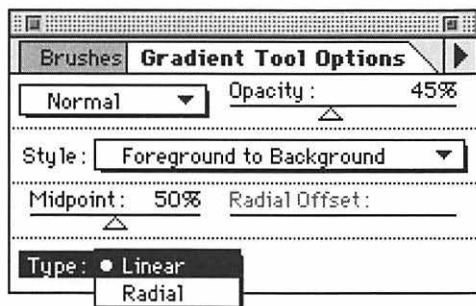 Brushes Gradient Tool Options
Normal Opacity: 45%
Style: Foreground to Background
Midpoint: 50% Radial Offset:
Type: Linear
Radial